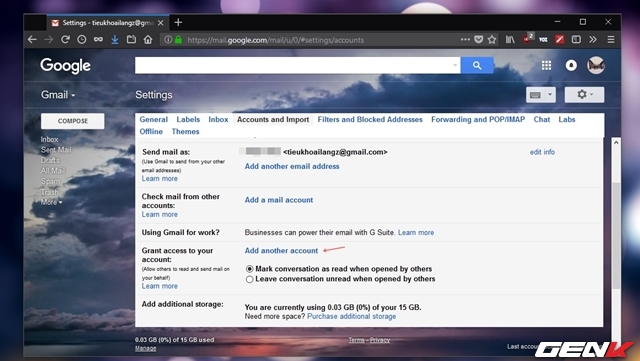 Settings - tieukhoailangz@gmai
https://mail.google.com/mail/u/0/#settings/accounts
Google
Gmail
Settings
COMPOSE
Inbox
Sent Mail
Drafts
All Mail
Spam
Trash
More
General Labels Inbox Accounts and Import Filters and Blocked Addresses Forwarding and POP/IMAP Chat Labs
Offline Themes
Send mail as:
(Use Gmail to send from your other
email addresses)
Learn more
<tieukhoailangz@gmail.com>
edit info
Add another email address
Check mail from other
accounts:
Learn more
Add a mail account
Using Gmail for work?
Businesses can power their email with G Suite. Learn more
Grant access to your
account:
(Allow others to read and send mail on
your behalf)
Learn more
Add another account
Mark conversation as read when opened by others
Leave conversation unread when opened by others
Add additional storage:
You are currently using 0.03 GB (0%) of your 15 GB.
Need more space? Purchase additional storage
0.03 GB (0%) of 15 GB used
Manage
Terms - Privacy
Last accou
GENK